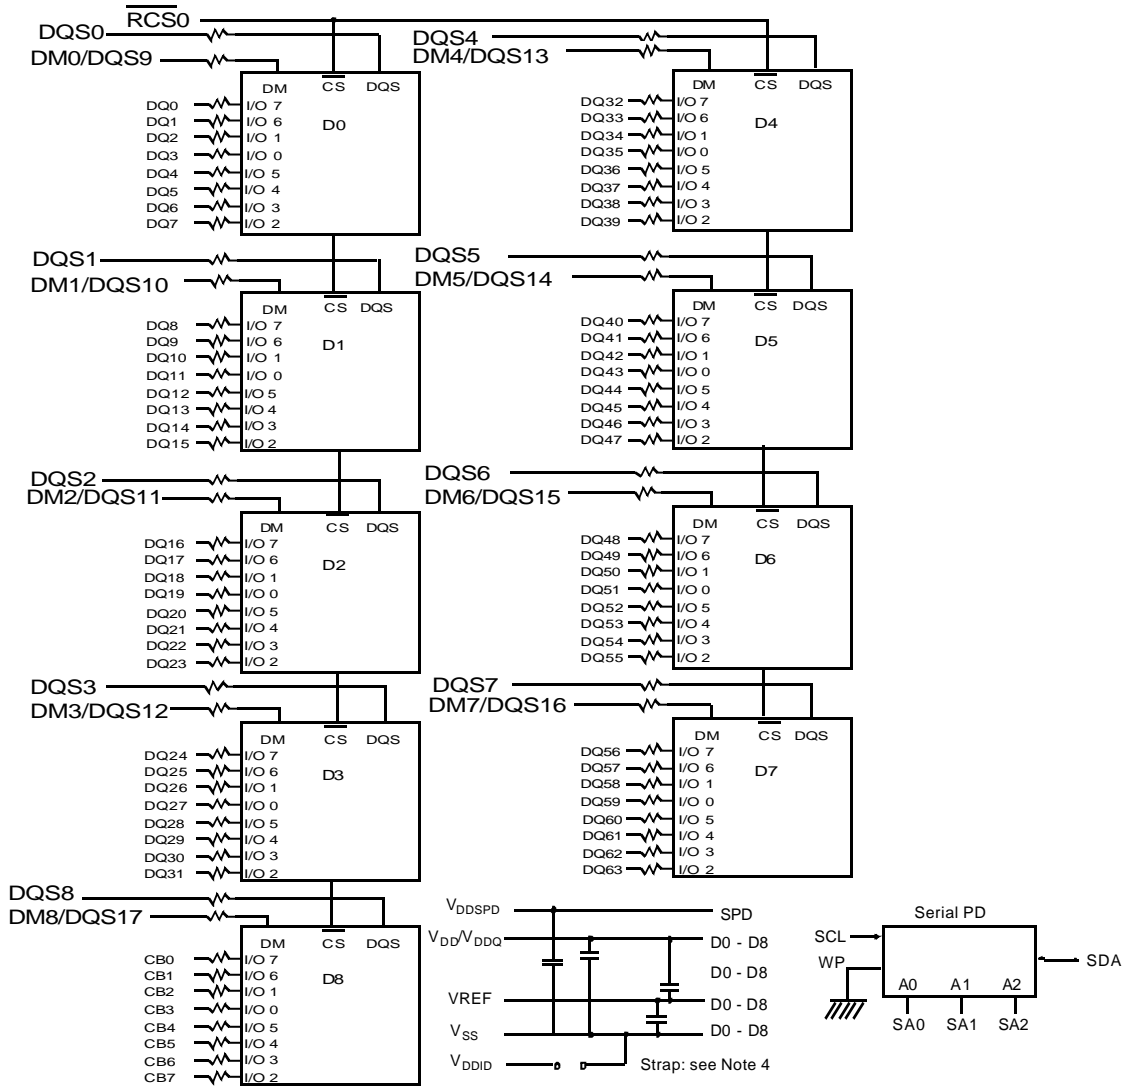 RCS0
DQS0
DM0/DQS9
DM CS DQS
D0
DQ0 I/O 7
DQ1 I/O 6
DQ2 I/O 1
DQ3 I/O 0
DQ4 I/O 5
DQ5 I/O 4
DQ6 I/O 3
DQ7 I/O 2
DQS1
DM1/DQS10
DM CS DQS
D1
DQ8 I/O 7
DQ9 I/O 6
DQ10 I/O 1
DQ11 I/O 0
DQ12 I/O 5
DQ13 I/O 4
DQ14 I/O 3
DQ15 I/O 2
DQS2
DM2/DQS11
DM CS DQS
D2
DQ16 I/O 7
DQ17 I/O 6
DQ18 I/O 1
DQ19 I/O 0
DQ20 I/O 5
DQ21 I/O 4
DQ22 I/O 3
DQ23 I/O 2
DQS3
DM3/DQS12
DM CS DQS
D3
DQ24 I/O 7
DQ25 I/O 6
DQ26 I/O 1
DQ27 I/O 0
DQ28 I/O 5
DQ29 I/O 4
DQ30 I/O 3
DQ31 I/O 2
DQS8
DM8/DQS17
DM CS DQS
D8
CB0 I/O 7
CB1 I/O 6
CB2 I/O 1
CB3 I/O 0
CB4 I/O 5
CB5 I/O 4
CB6 I/O 3
CB7 I/O 2
DQS4
DM4/DQS13
DM CS DQS
D4
DQ32 I/O 7
DQ33 I/O 6
DQ34 I/O 1
DQ35 I/O 0
DQ36 I/O 5
DQ37 I/O 4
DQ38 I/O 3
DQ39 I/O 2
DQS5
DM5/DQS14
DM CS DQS
D5
DQ40 I/O 7
DQ41 I/O 6
DQ42 I/O 1
DQ43 I/O 0
DQ44 I/O 5
DQ45 I/O 4
DQ46 I/O 3
DQ47 I/O 2
DQS6
DM6/DQS15
DM CS DQS
D6
DQ48 I/O 7
DQ49 I/O 6
DQ50 I/O 1
DQ51 I/O 0
DQ52 I/O 5
DQ53 I/O 4
DQ54 I/O 3
DQ55 I/O 2
DQS7
DM7/DQS16
DM CS DQS
D7
DQ56 I/O 7
DQ57 I/O 6
DQ58 I/O 1
DQ59 I/O 0
DQ60 I/O 5
DQ61 I/O 4
DQ62 I/O 3
DQ63 I/O 2
VDDSPD SPD
VDD/VDDQ D0 - D8
D0 - D8
VREF D0 - D8
VSS D0 - D8
VDDID Strap: see Note 4
Serial PD
SCL
WP
SDA
A0 A1 A2
SA0 SA1 SA2